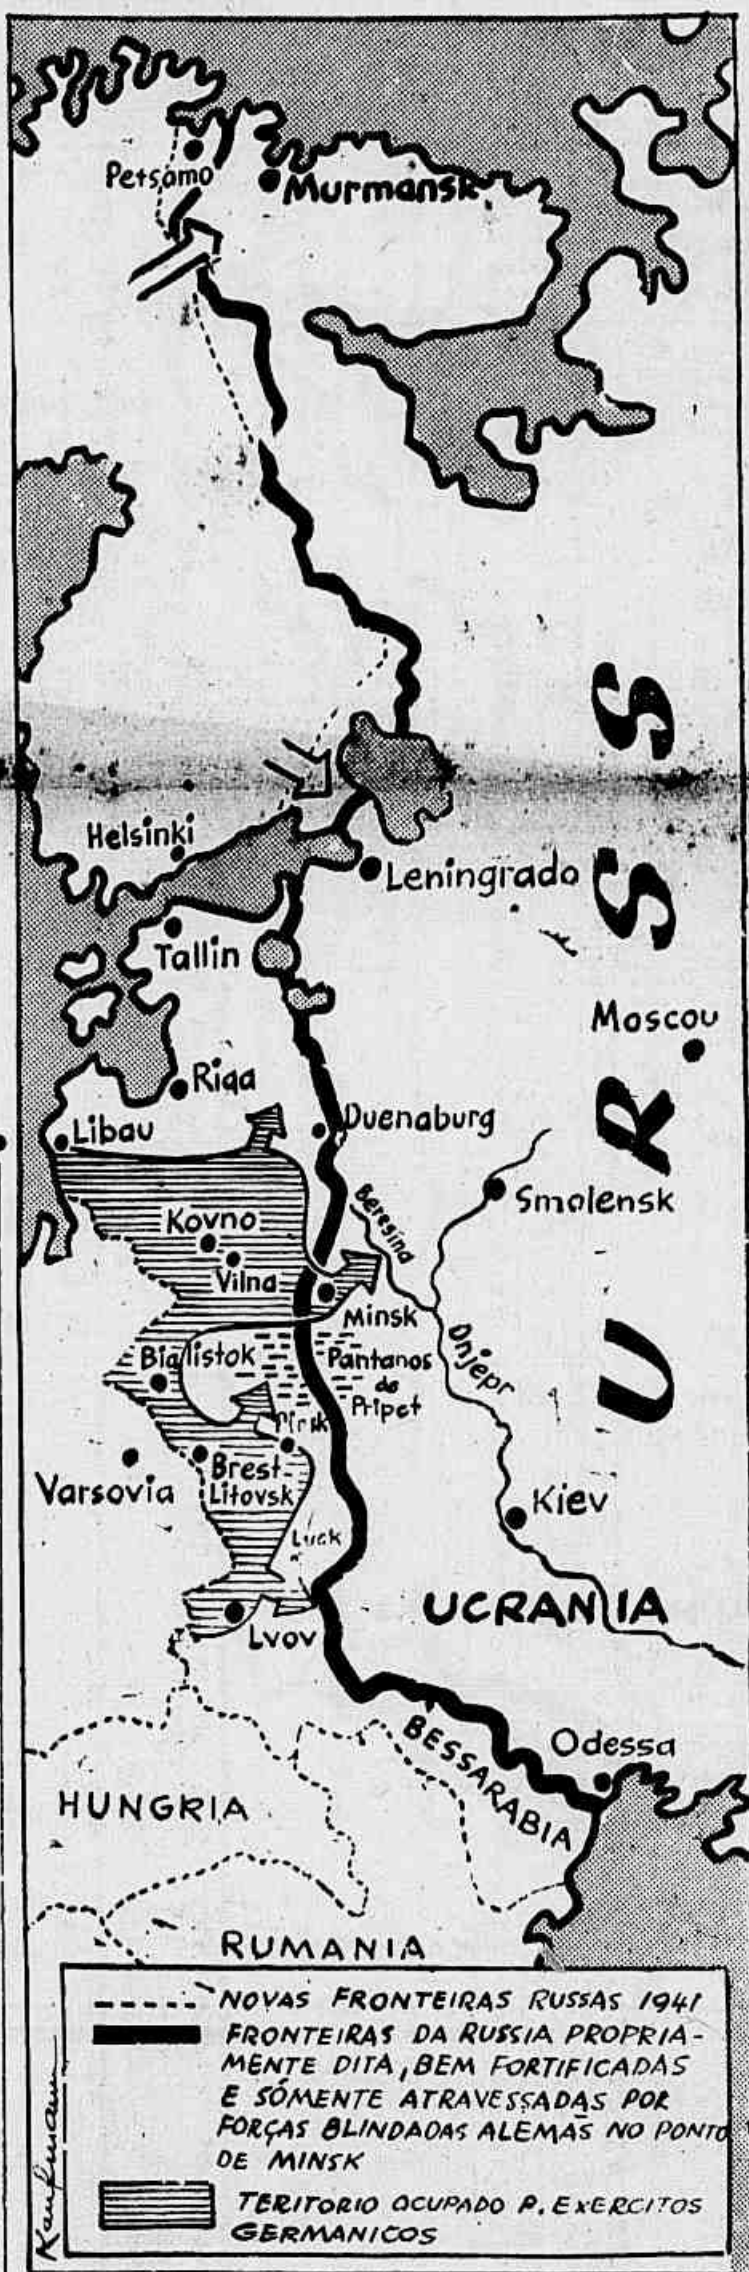 Petsamo
Murmansk
Helsinki
Leningrado
Tallin
Moscou
Riga
Libau
Duenaburg
Smolensk
Beresina
Kovno
Vilna
Minsk
Dnjepr
Bialistok
Pantanos
de
Pripet
Pinsk
Varsovia
Brest-
Litovsk
Kiev
Luck
UCRANIA
Lvov
URSS
BESSARABIA
Odessa
HUNGRIA
RUMANIA
NOVAS FRONTEIRAS RUSSAS 1941
FRONTEIRAS DA RUSSIA PROPRIA-
MENTE DITA, BEM FORTIFICADAS
E SÓMENTE ATRAVESSADAS POR
FORÇAS BLINDADAS ALEMÃS NO PONTO
DE MINSK
TERITORIO OCUPADO P. EXERCITOS
GERMANICOS
Kaufmann